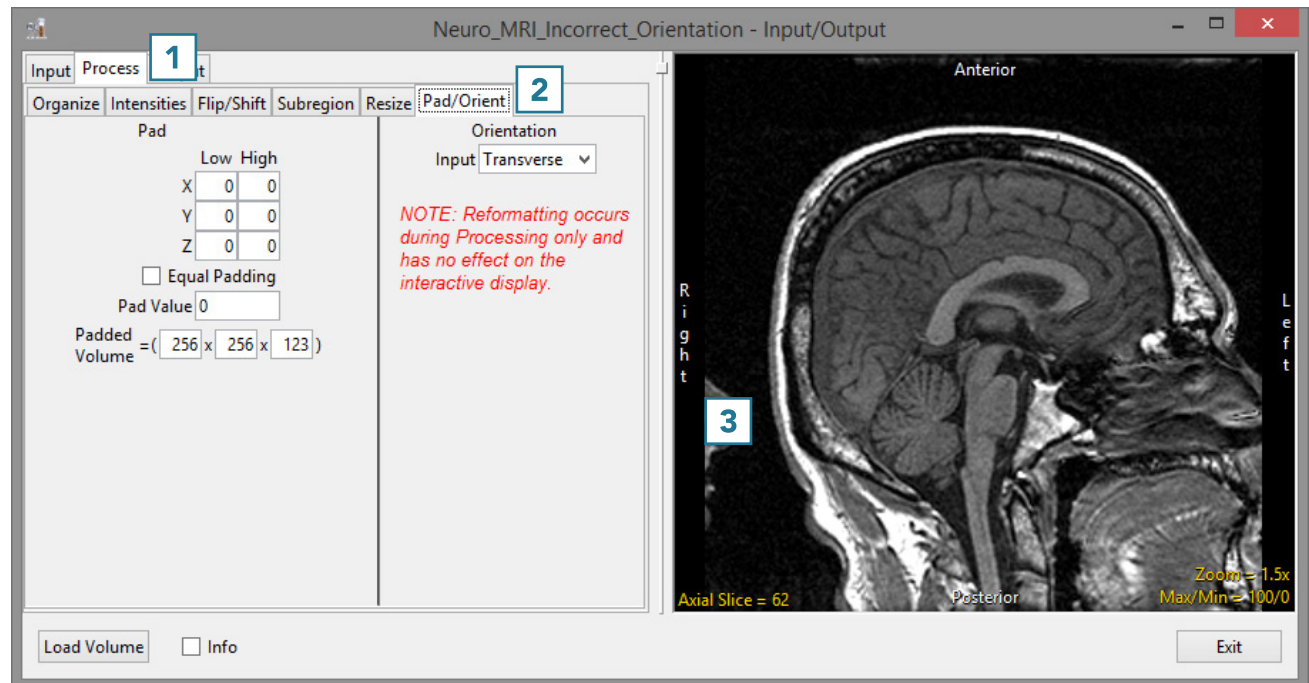 Neuro_MRI_Incorrect_Orientation - Input/Output
1
Input Process t
2
Organize Intensities Flip/Shift Subregion Resize Pad/Orient
Pad
Low High
X 0 0
Y 0 0
Z 0 0
Equal Padding
Pad Value 0
Padded Volume =( 256 x 256 x 123 )
Orientation
Input Transverse
NOTE: Reformatting occurs
during Processing only and
has no effect on the
interactive display.
Anterior
Right
Left
3
Axial Slice = 62
Posterior
Zoom = 1.5x
Max/Min = 100/0
Load Volume Info
Exit